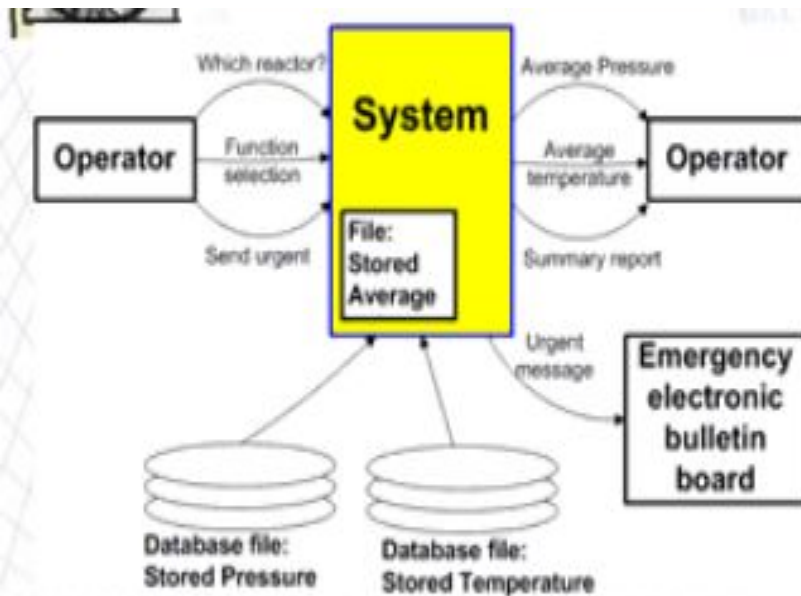 Which reactor?
Average Pressure
System
Operator
Function
selection
Average
temperature
Operator
Send urgent
File:
Stored
Average
Summary report
Urgent
message
Emergency
electronic
bulletin
board
Database file:
Stored Pressure
Database file:
Stored Temperature